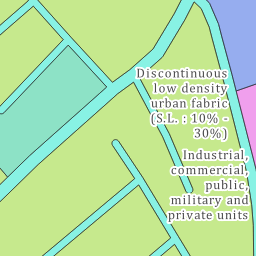 Discontinuous
low density
urban fabric
(S.L. : 10% -
30%)
Industrial,
commercial,
public,
military and
private units